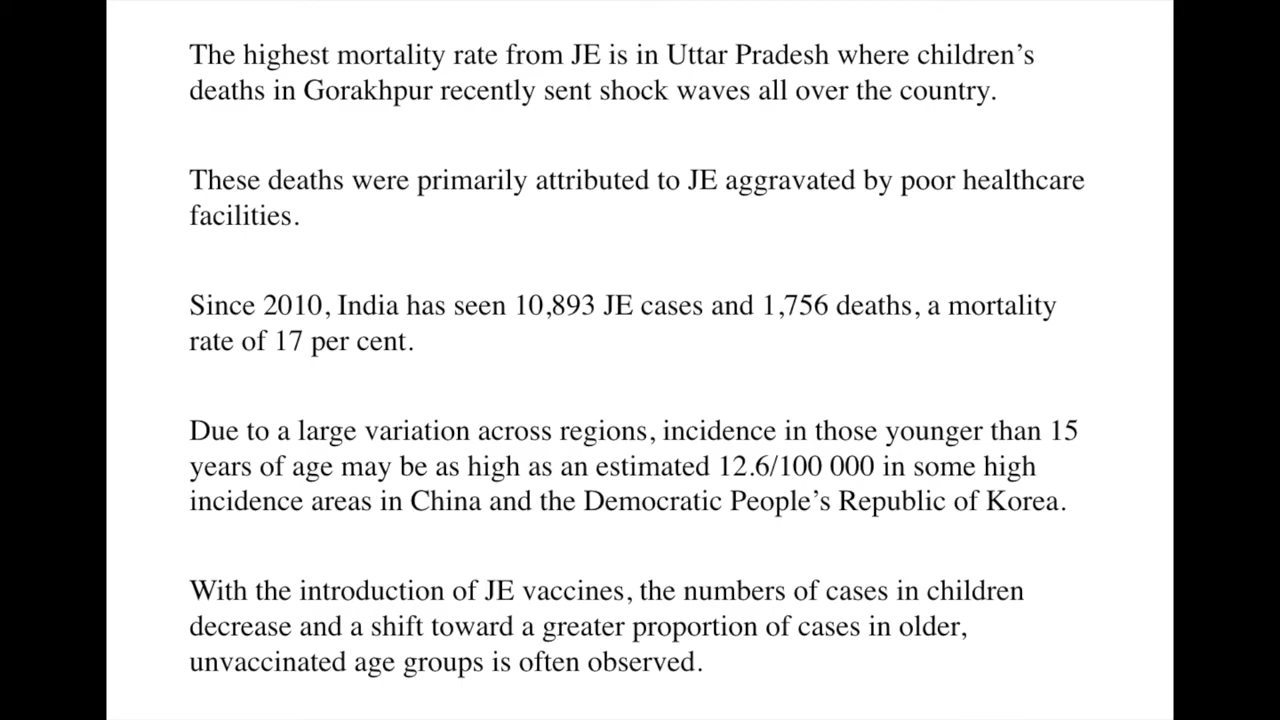 The highest mortality rate from JE is in Uttar Pradesh where children’s
deaths in Gorakhpur recently sent shock waves all over the country.
These deaths were primarily attributed to JE aggravated by poor healthcare
facilities.
Since 2010, India has seen 10,893 JE cases and 1,756 deaths, a mortality
rate of 17 per cent.
Due to a large variation across regions, incidence in those younger than 15
years of age may be as high as an estimated 12.6/100 000 in some high
incidence areas in China and the Democratic People’s Republic of Korea.
With the introduction of JE vaccines, the numbers of cases in children
decrease and a shift toward a greater proportion of cases in older,
unvaccinated age groups is often observed.